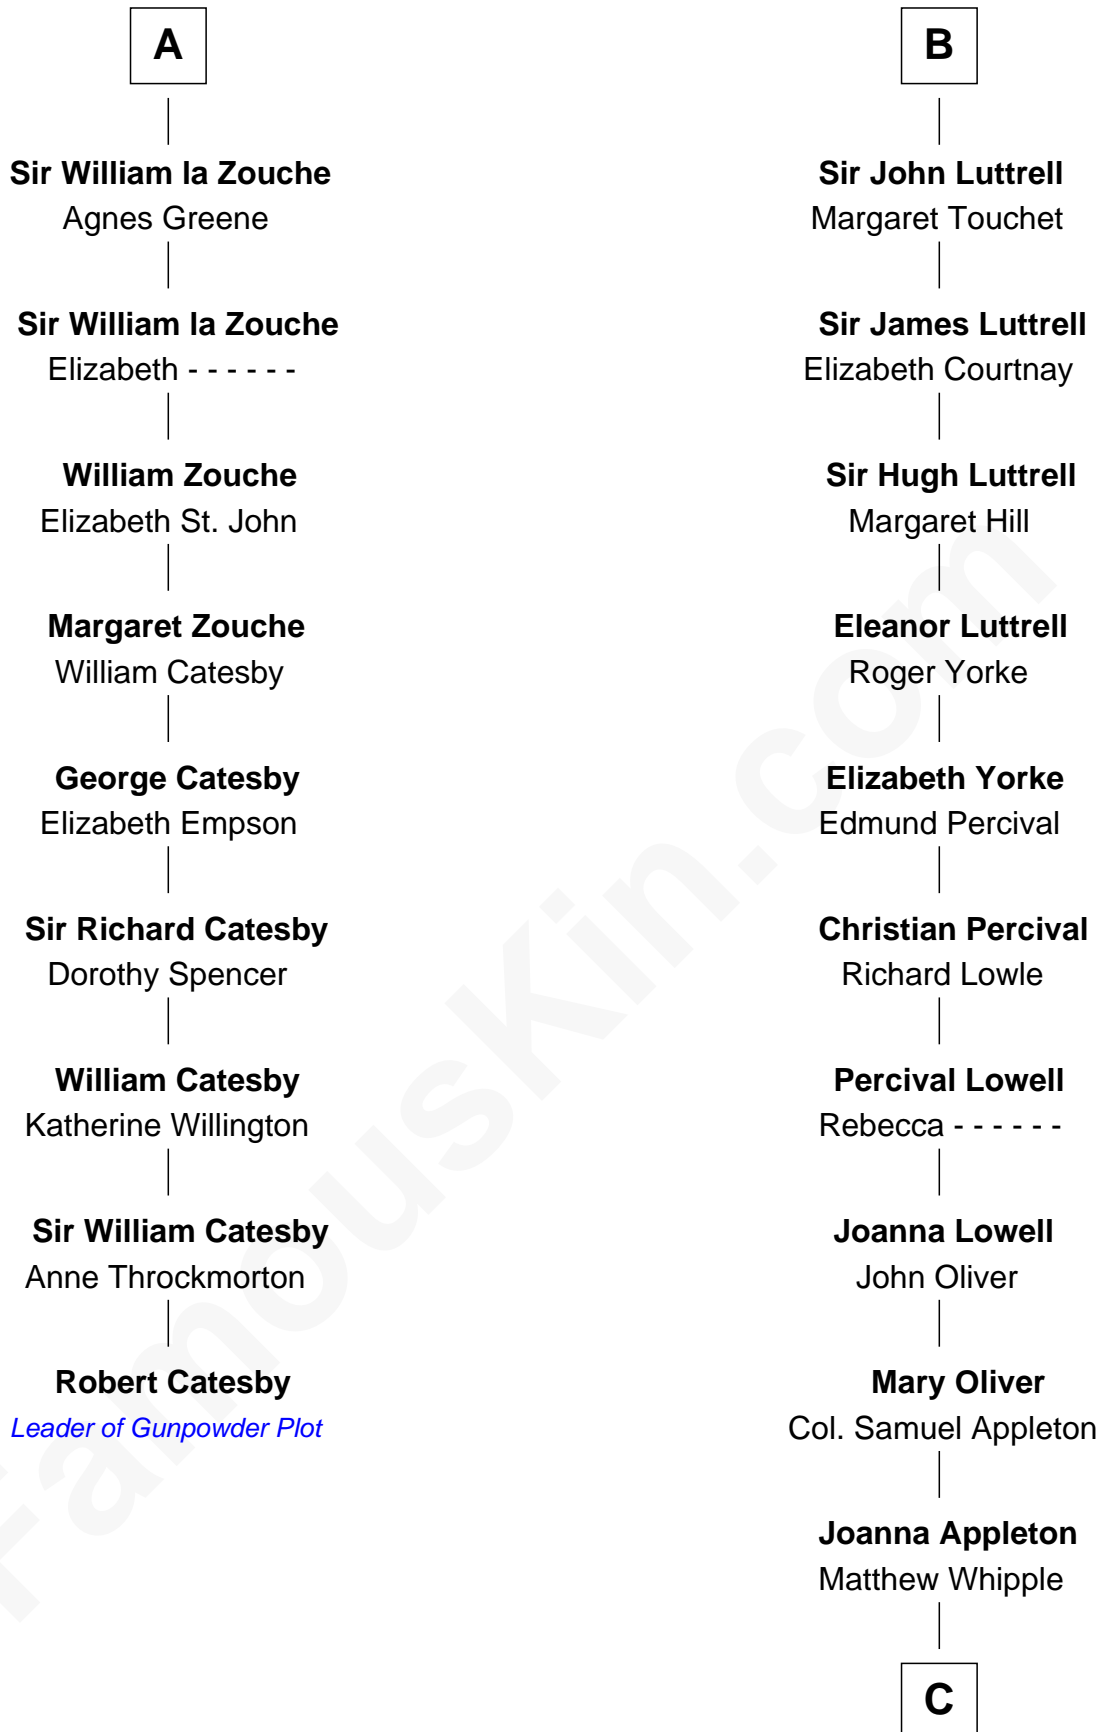 A
Sir William la Zouche
Agnes Greene
Sir William la Zouche
Elizabeth - - - - - -
William Zouche
Elizabeth St. John
Margaret Zouche
William Catesby
George Catesby
Elizabeth Empson
Sir Richard Catesby
Dorothy Spencer
William Catesby
Katherine Willington
Sir William Catesby
Anne Throckmorton
Robert Catesby
Leader of Gunpowder Plot
B
Sir John Luttrell
Margaret Touchet
Sir James Luttrell
Elizabeth Courtnay
Sir Hugh Luttrell
Margaret Hill
Eleanor Luttrell
Roger Yorke
Elizabeth Yorke
Edmund Percival
Christian Percival
Richard Lowle
Percival Lowell
Rebecca - - - - - -
Joanna Lowell
John Oliver
Mary Oliver
Col. Samuel Appleton
Joanna Appleton
Matthew Whipple
C
FamousKin.com